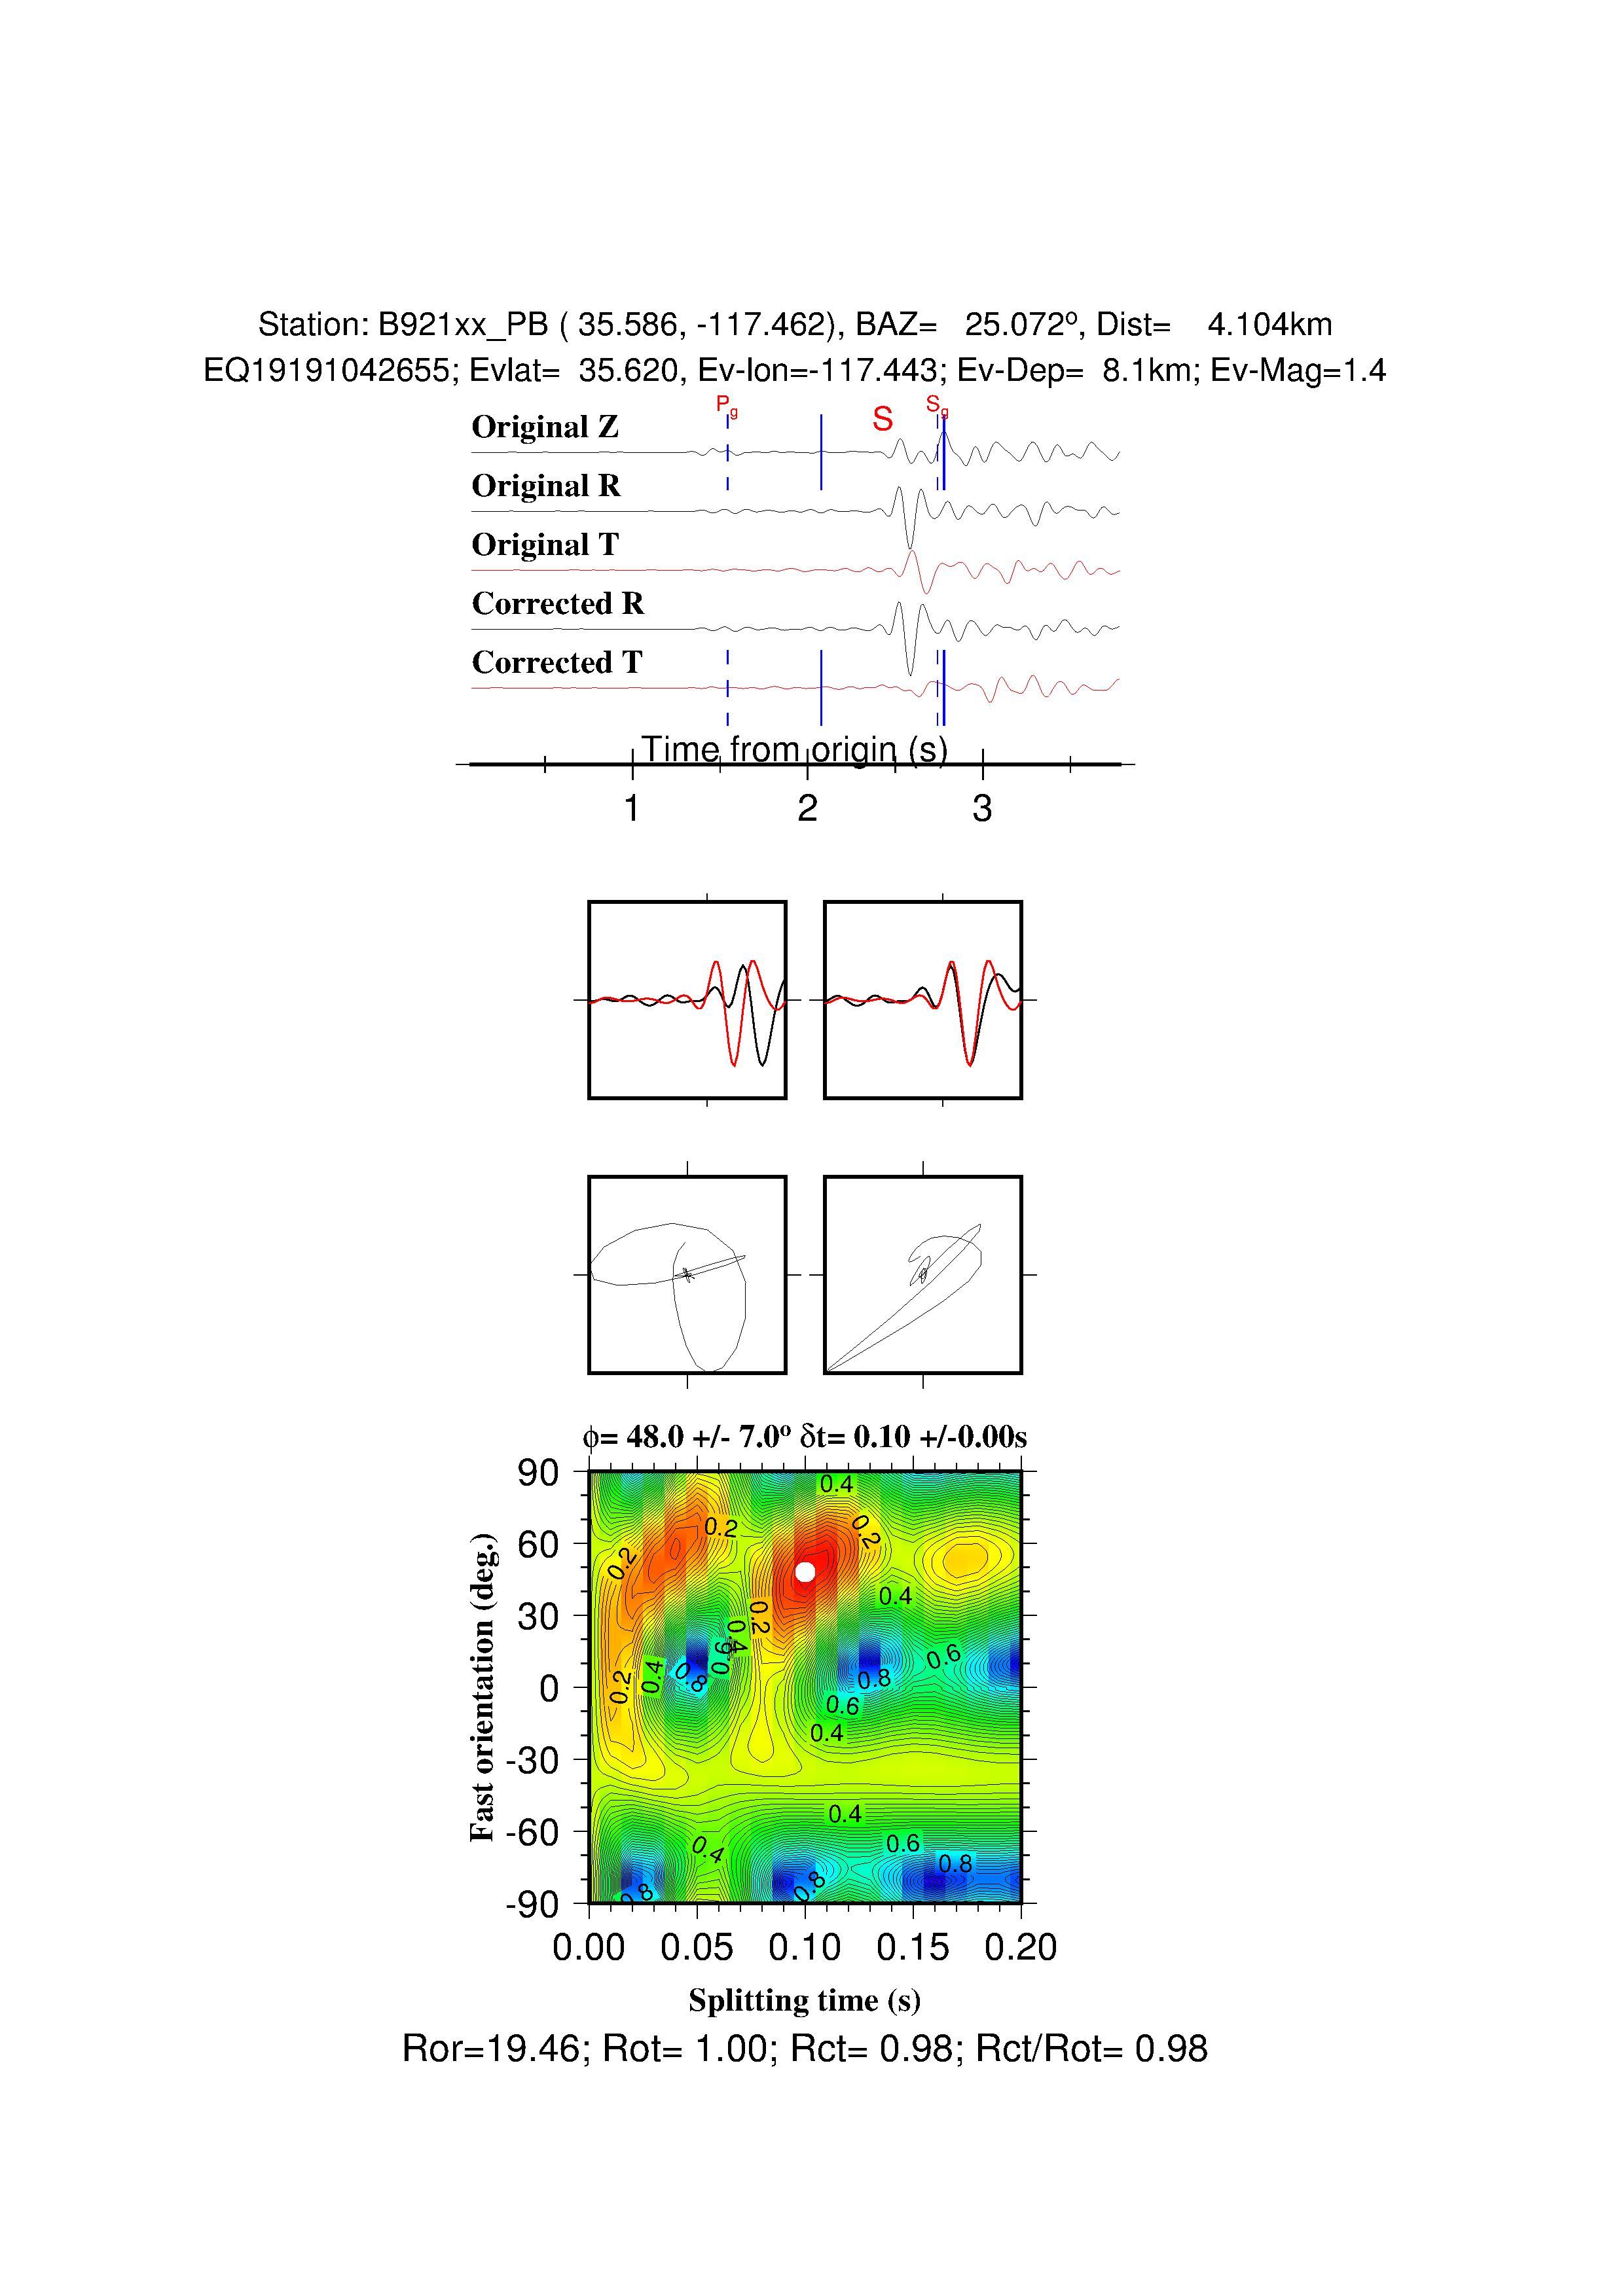 Station: B921xx_PB ( 35.586, -117.462), BAZ= 25.072º, Dist= 4.104km
EQ19191042655; Evlat= 35.620, Ev-lon=-117.443; Ev-Dep= 8.1km; Ev-Mag=1.4
Pg S Sg
Original Z
Original R
Original T
Corrected R
Corrected T
Time from origin (s)
1 2 3
ϕ= 48.0 +/- 7.0º δt= 0.10 +/-0.00s
90
60
30
0
-30
-60
-90
Fast orientation (deg.)
0.4
0.2 0.2
0.2
0.4
0.2
0.4
0.6
0.6
0.4
0.2
0.8
0.8
0.6
0.4
0.4
0.4
0.6
0.8
0.8
0.8
0.00 0.05 0.10 0.15 0.20
Splitting time (s)
Ror=19.46; Rot= 1.00; Rct= 0.98; Rct/Rot= 0.98